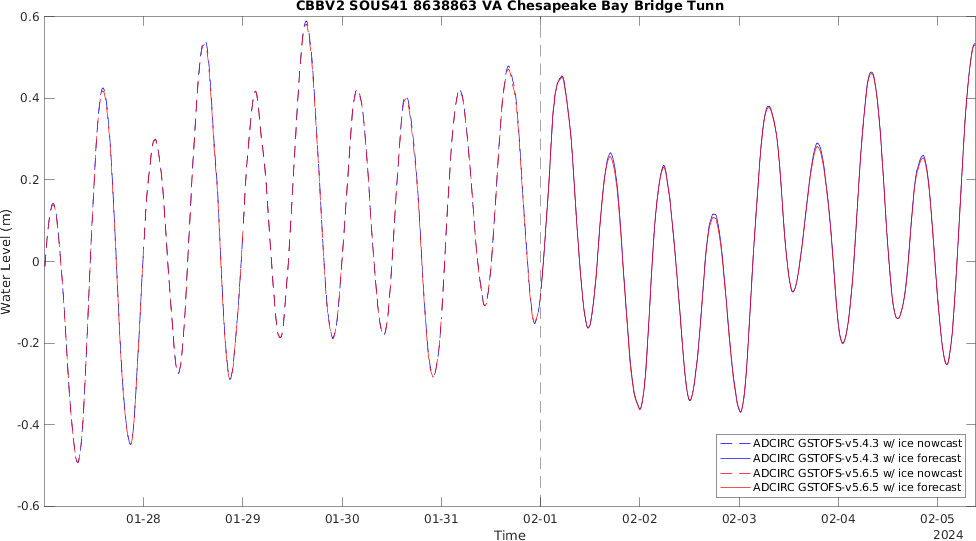 CBBV2 SOUS41 8638863 VA Chesapeake Bay Bridge Tunn
0.6
0.4
0.2
0
-0.2
-0.4
-0.6
Water Level (m)
01-28
01-29
01-30
01-31
02-01
02-02
02-03
02-04
02-05
2024
Time
ADCIRC GSTOFS-v5.4.3 w/ ice nowcast
ADCIRC GSTOFS-v5.4.3 w/ ice forecast
ADCIRC GSTOFS-v5.6.5 w/ ice nowcast
ADCIRC GSTOFS-v5.6.5 w/ ice forecast